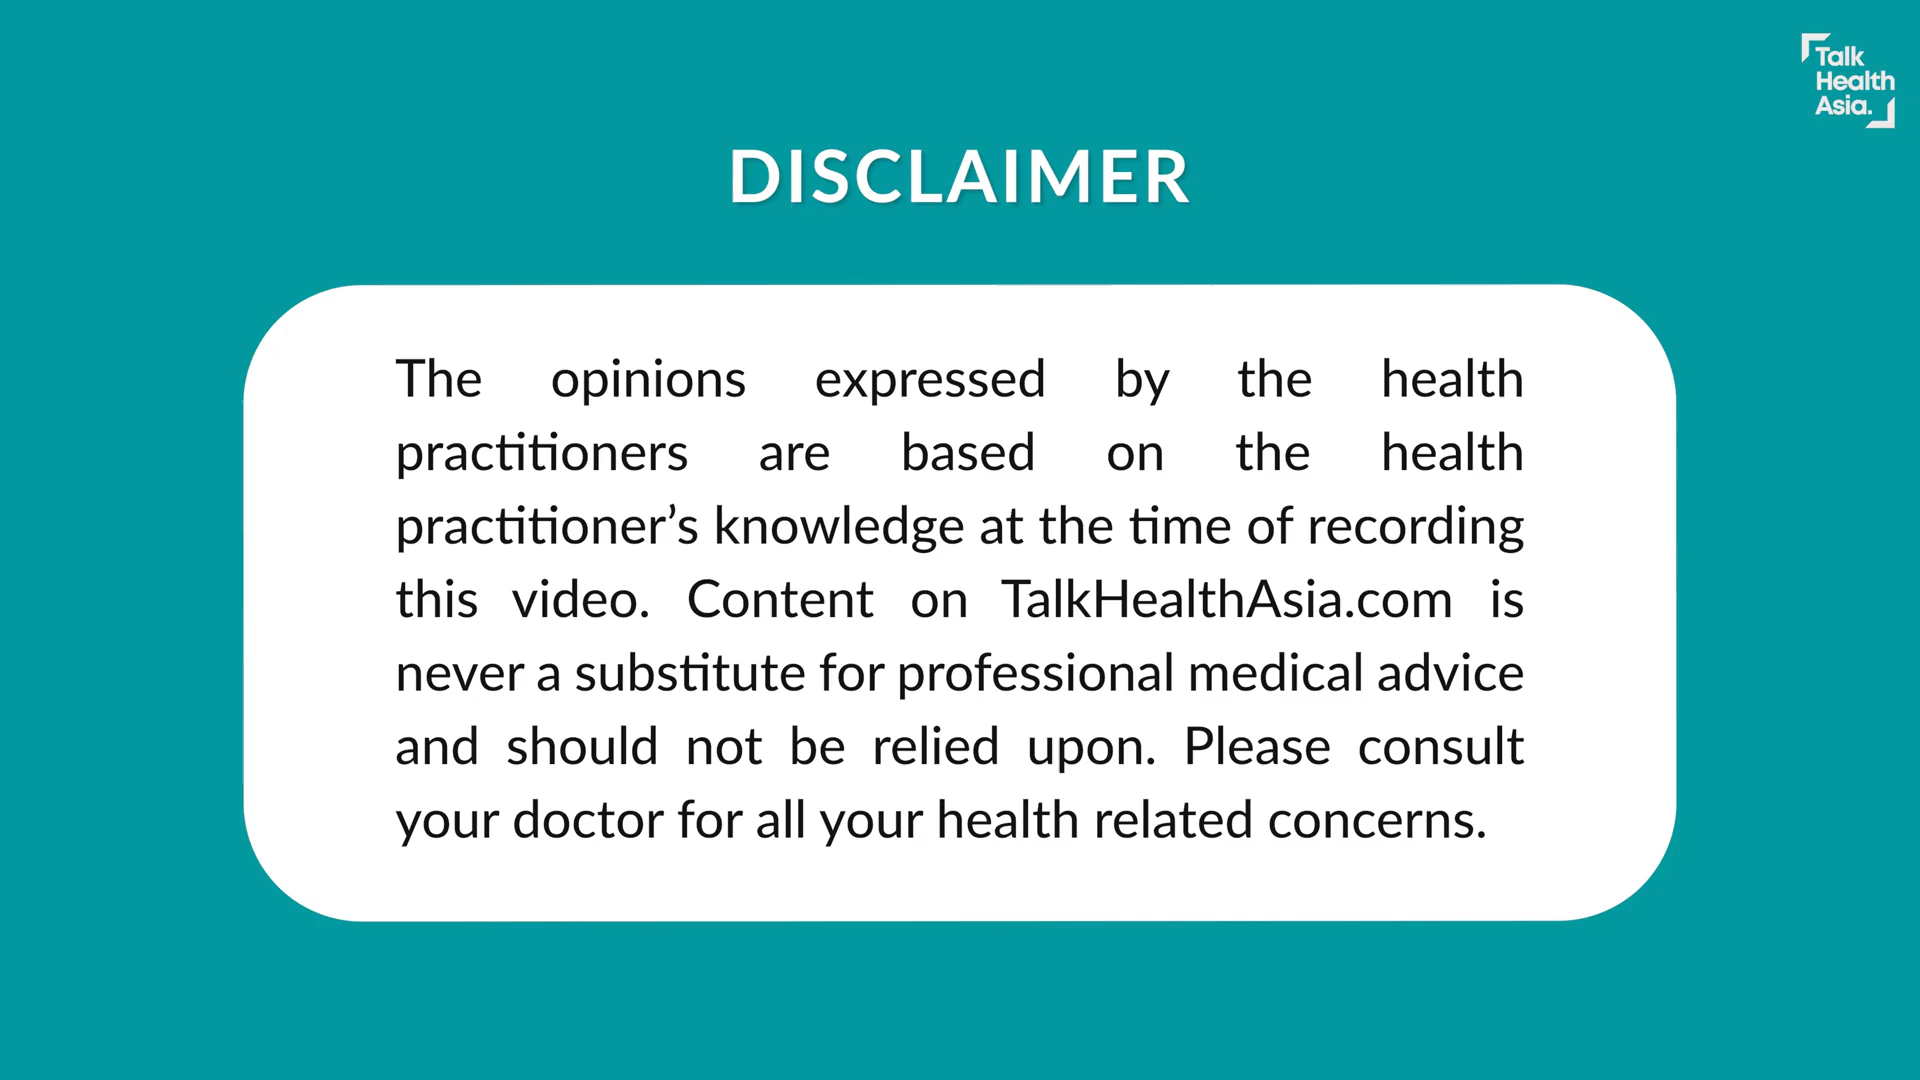 Talk
Health
Asia.
DISCLAIMER
The opinions expressed by the health
practitioners are based on the health
practitioner’s knowledge at the time of recording
this video. Content on TalkHealthAsia.com is
never a substitute for professional medical advice
and should not be relied upon. Please consult
your doctor for all your health related concerns.